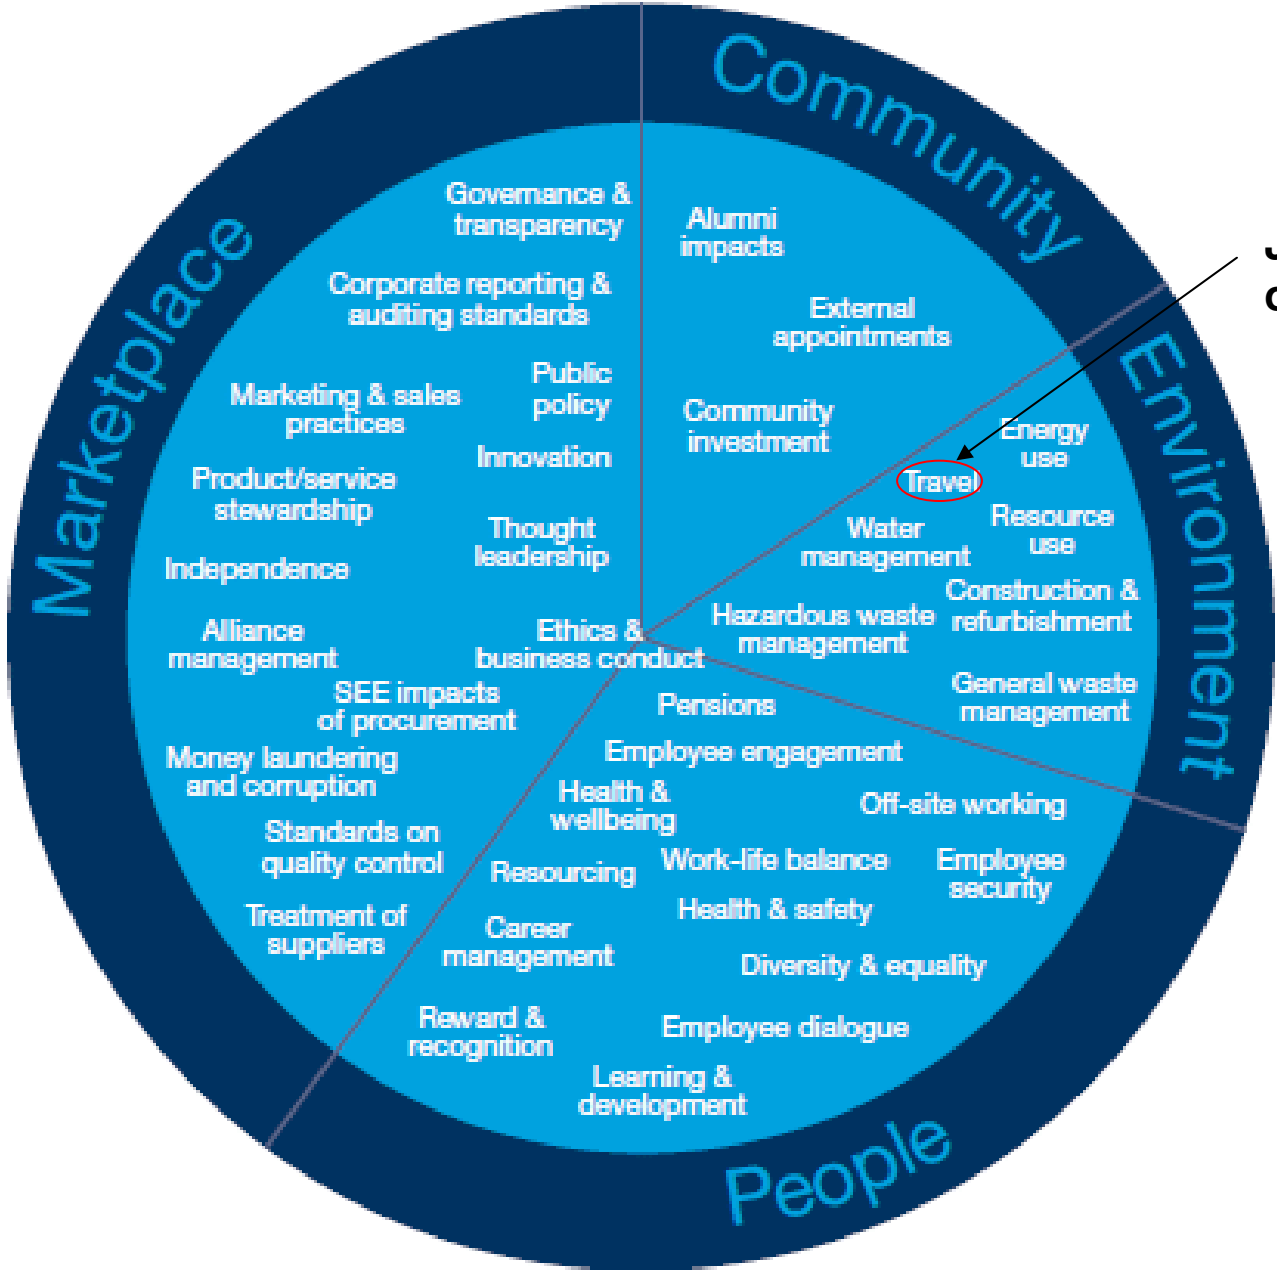 Community
Environment
People
Marketplace
Governance &
transparency
Corporate reporting &
auditing standards
Public
policy
Marketing & sales
practices
Innovation
Product/service
stewardship
Thought
leadership
Independence
Alliance
management
Ethics &
business conduct
SEE impacts
of procurement
Money laundering
and corruption
Standards on
quality control
Treatment of
suppliers
Alumni
impacts
External
appointments
Community
investment
Energy
use
Travel
Resource
use
Water
management
Construction &
refurbishment
Hazardous waste
management
General waste
management
Pensions
Employee engagement
Health &
wellbeing
Off-site working
Resourcing
Work-life balance
Employee
security
Health & safety
Career
management
Diversity & equality
Reward &
recognition
Employee dialogue
Learning &
development